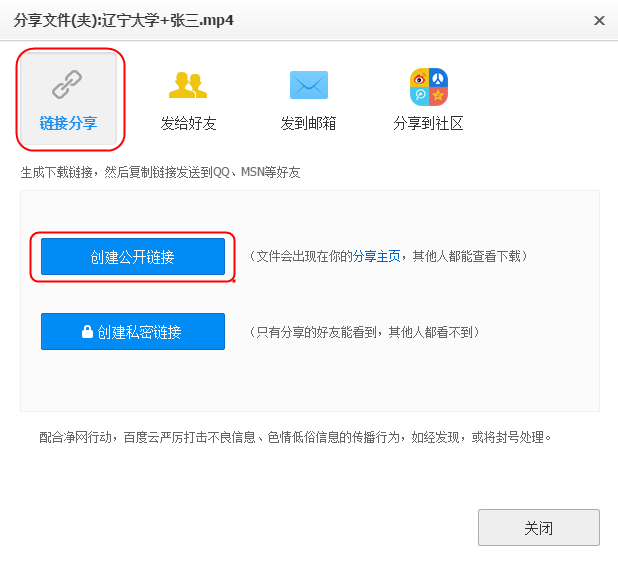 分享文件(夹):辽宁大学+张三.mp4
链接分享
发给好友
发到邮箱
分享到社区
生成下载链接，然后复制链接发送到QQ、MSN等好友
创建公开链接 （文件会出现在你的分享主页，其他人都能查看下载）
创建私密链接 （只有分享的好友能看到，其他人都看不到）
配合净网行动，百度云严厉打击不良信息、色情低俗信息的传播行为，如经发现，或将封号处理。
关闭